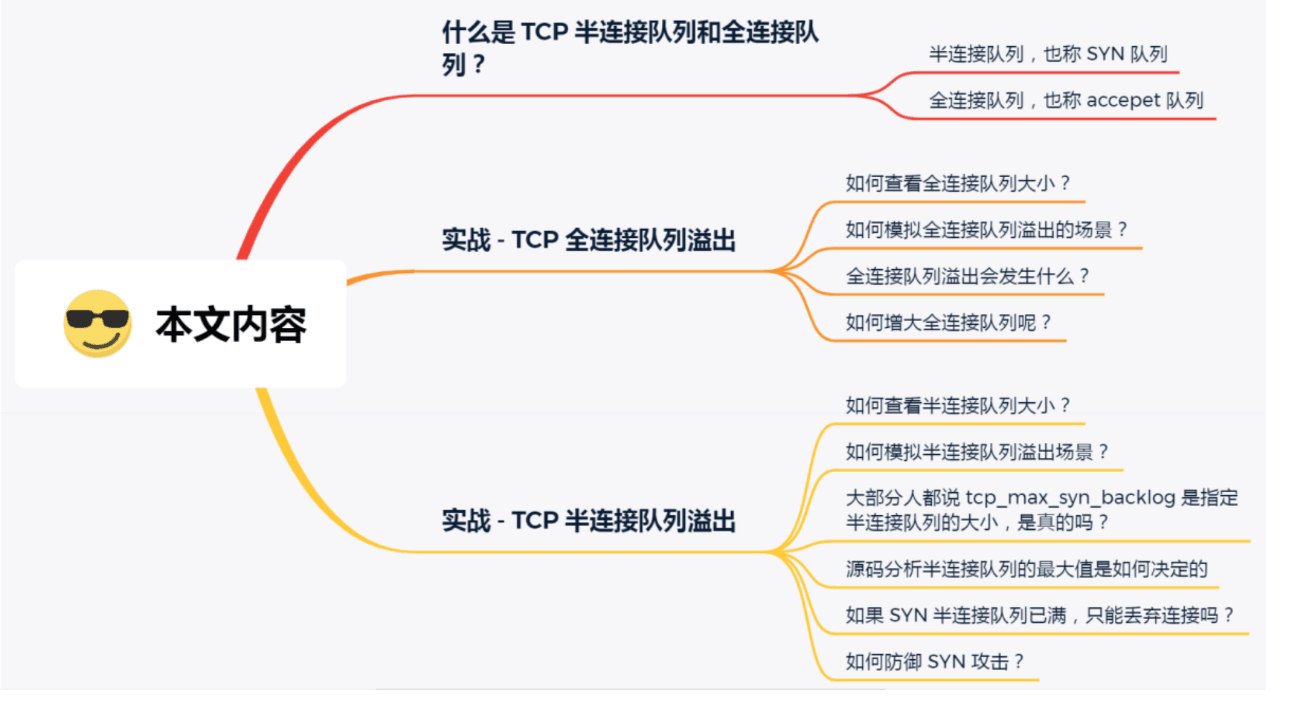 什么是 TCP 半连接队列和全连接队
列？
半连接队列，也称 SYN 队列
全连接队列，也称 accepet 队列
实战 - TCP 全连接队列溢出
如何查看全连接队列大小？
如何模拟全连接队列溢出的场景？
全连接队列溢出会发生什么？
如何增大全连接队列呢？
本文内容
实战 - TCP 半连接队列溢出
如何查看半连接队列大小？
如何模拟半连接队列溢出场景？
大部分人都说 tcp_max_syn_backlog 是指定
半连接队列的大小，是真的吗？
源码分析半连接队列的最大值是如何决定的
如果 SYN 半连接队列已满，只能丢弃连接吗？
如何防御 SYN 攻击？